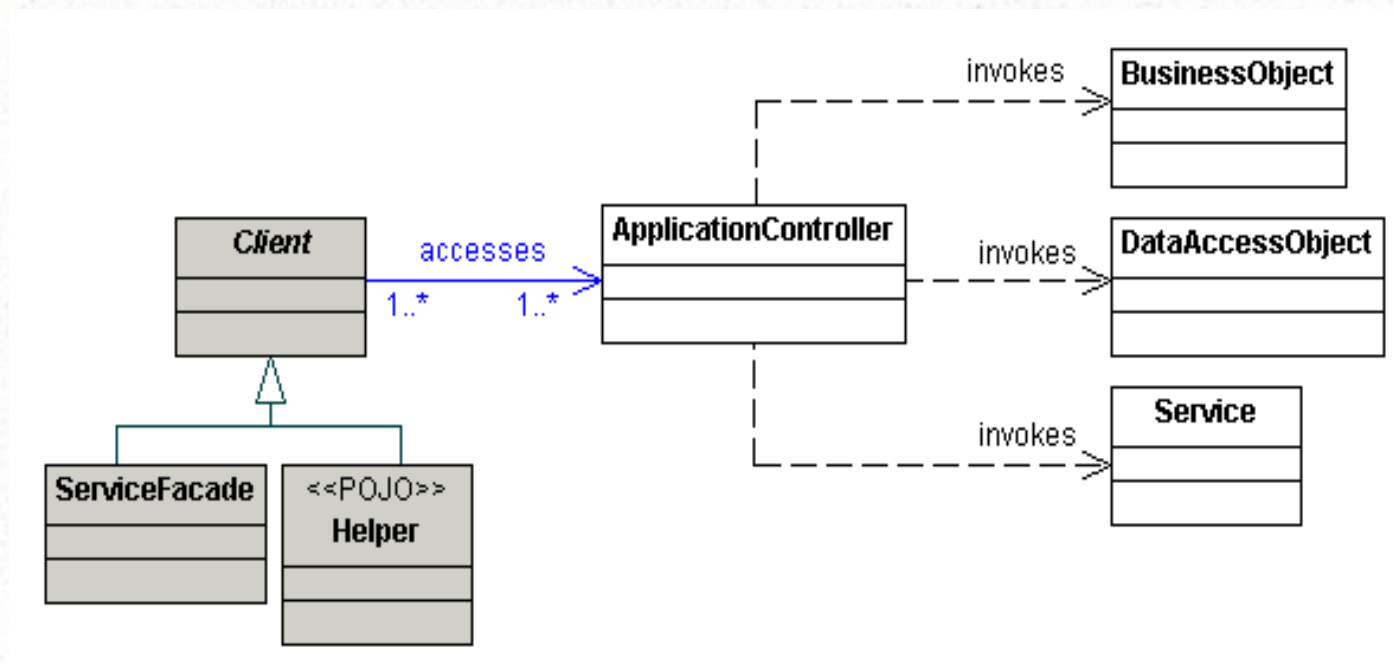 invokes
BusinessObject
Client
accesses
1..*
1..*
ApplicationController
invokes
DataAccessObject
invokes
Service
ServiceFacade
<<POJO>>
Helper